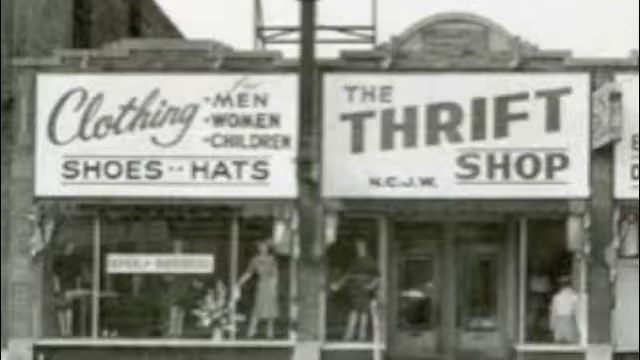 Clothing for
·MEN
·WOMEN
·CHILDREN
SHOES -- HATS
THE
THRIFT
SHOP
N.C.J.W.